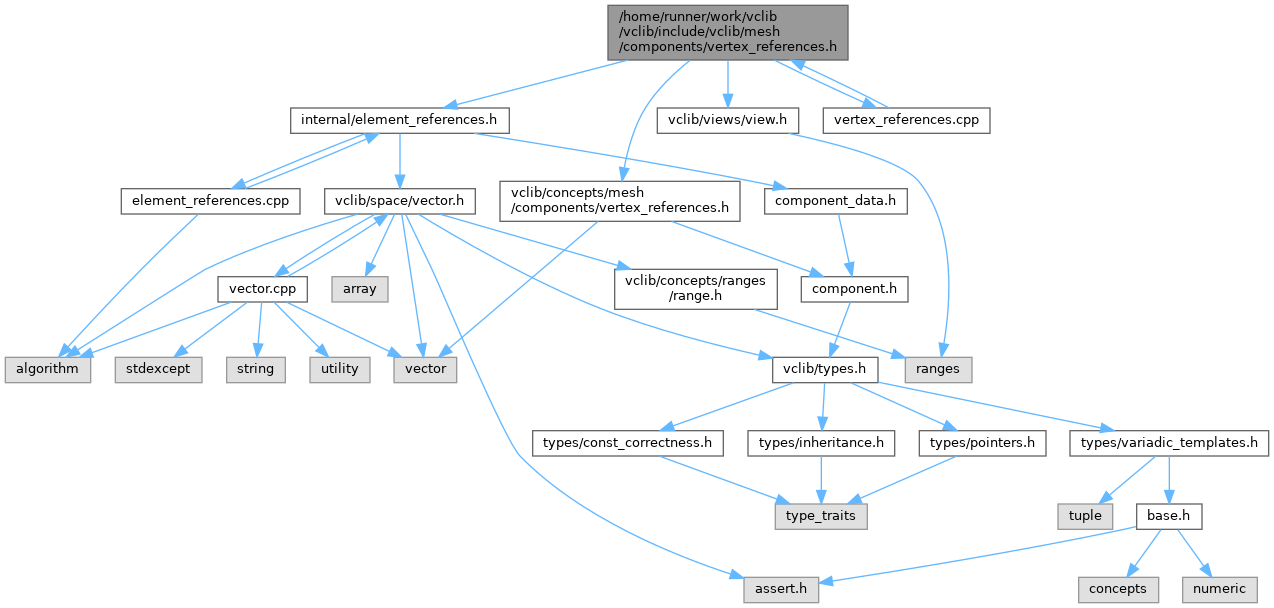 /home/runner/work/vclib
/vclib/include/vclib/mesh
/components/vertex_references.h
internal/element_references.h
vclib/views/view.h
vertex_references.cpp
element_references.cpp
vclib/space/vector.h
vclib/concepts/mesh
/components/vertex_references.h
component_data.h
vector.cpp
array
vclib/concepts/ranges
/range.h
component.h
algorithm
stdexcept
string
utility
vector
vclib/types.h
ranges
types/const_correctness.h
types/inheritance.h
types/pointers.h
types/variadic_templates.h
type_traits
tuple
base.h
assert.h
concepts
numeric